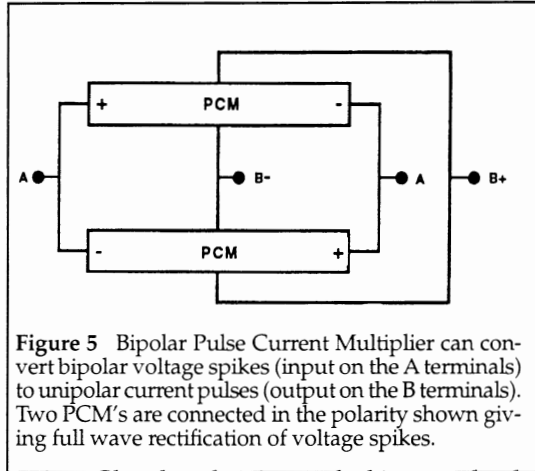 + PCM -
A B- A B+
- PCM +
Figure 5 Bipolar Pulse Current Multiplier can con-
vert bipolar voltage spikes (input on the A terminals)
to unipolar current pulses (output on the B terminals).
Two PCM's are connected in the polarity shown giv-
ing full wave rectification of voltage spikes.